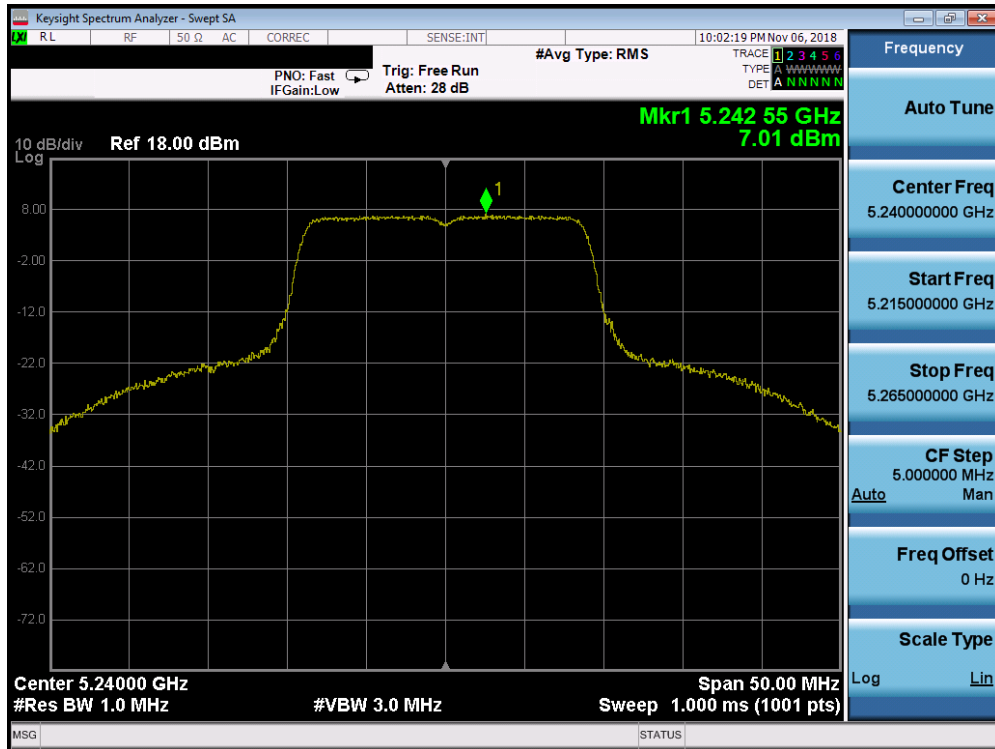 Keysight Spectrum Analyzer - Swept SA
LXI RL RF 50 Ω AC CORREC SENSE:INT 10:02:19 PM Nov 06, 2018
#Avg Type: RMS
TRACE 1 2 3 4 5 6
PNO: Fast Trig: Free Run
TYPE A WWWWW
IFGain:Low Atten: 28 dB
DET A N N N N N
Mkr1 5.242 55 GHz
7.01 dBm
10 dB/div Ref 18.00 dBm
Log
1
8.00
-2.00
-12.0
-22.0
-32.0
-42.0
-52.0
-62.0
-72.0
Center 5.24000 GHz Span 50.00 MHz
#Res BW 1.0 MHz #VBW 3.0 MHz Sweep 1.000 ms (1001 pts)
MSG STATUS
Frequency
Auto Tune
Center Freq
5.240000000 GHz
Start Freq
5.215000000 GHz
Stop Freq
5.265000000 GHz
CF Step
5.000000 MHz
Auto Man
Freq Offset
0 Hz
Scale Type
Log Lin